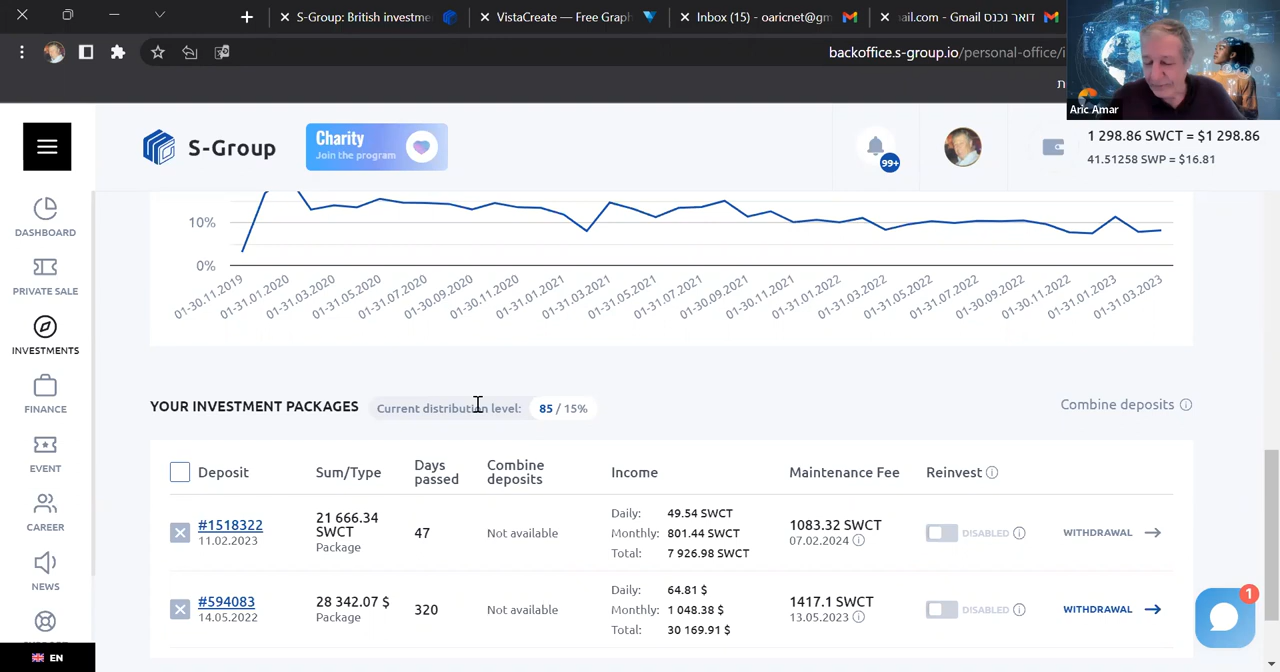 S-Group: British investme
VistaCreate — Free Graph
Inbox (15) - oaricnet@gm
ail.com - Gmail דואר נכנס
backoffice.s-group.io/personal-office/i
ת
Aric Amar
S-Group
Charity
Join the program
99+
1 298.86 SWCT = $1 298.86
41.51258 SWP = $16.81
DASHBOARD
PRIVATE SALE
INVESTMENTS
FINANCE
EVENT
CAREER
NEWS
EN
10%
0%
01-30.11.2019
01-31.01.2020
01-31.03.2020
01-31.05.2020
01-31.07.2020
01-30.09.2020
01-30.11.2020
01-31.01.2021
01-31.03.2021
01-31.05.2021
01-31.07.2021
01-30.09.2021
01-30.11.2021
01-31.01.2022
01-31.03.2022
01-31.05.2022
01-31.07.2022
01-30.09.2022
01-30.11.2022
01-31.01.2023
01-31.03.2023
YOUR INVESTMENT PACKAGES
Current distribution level: 85 / 15%
Combine deposits
Deposit Sum/Type Days passed Combine deposits Income Maintenance Fee Reinvest
#1518322
11.02.2023
21 666.34 SWCT
Package
47
Not available
Daily: 49.54 SWCT
Monthly: 801.44 SWCT
Total: 7 926.98 SWCT
1083.32 SWCT
07.02.2024
DISABLED
WITHDRAWAL
#594083
14.05.2022
28 342.07 $
Package
320
Not available
Daily: 64.81 $
Monthly: 1 048.38 $
Total: 30 169.91 $
1417.1 SWCT
13.05.2023
DISABLED
WITHDRAWAL
1